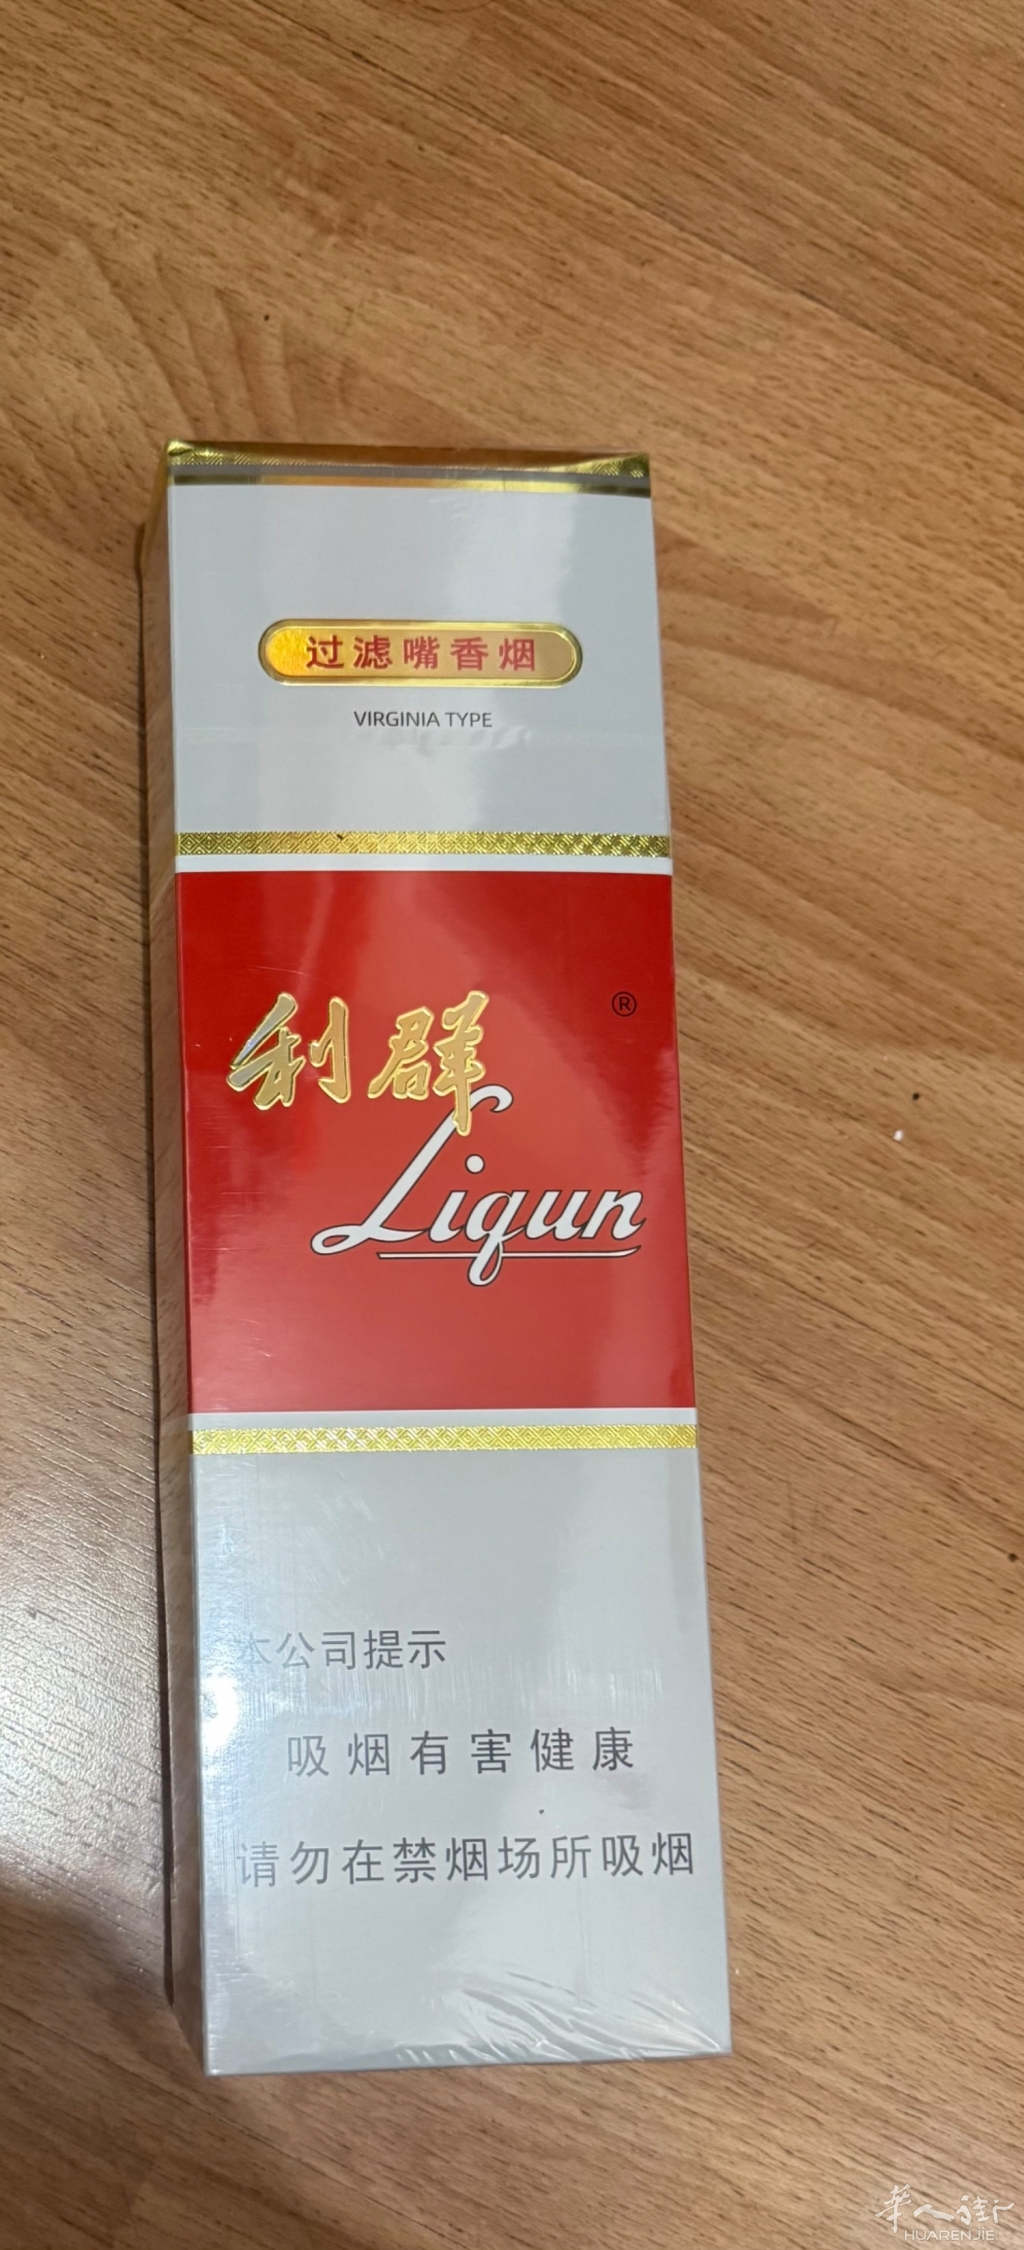 过滤嘴香烟
VIRGINIA TYPE
利群
®
Liqun
本公司提示
吸烟有害健康
请勿在禁烟场所吸烟
华人街
HUARENJIE